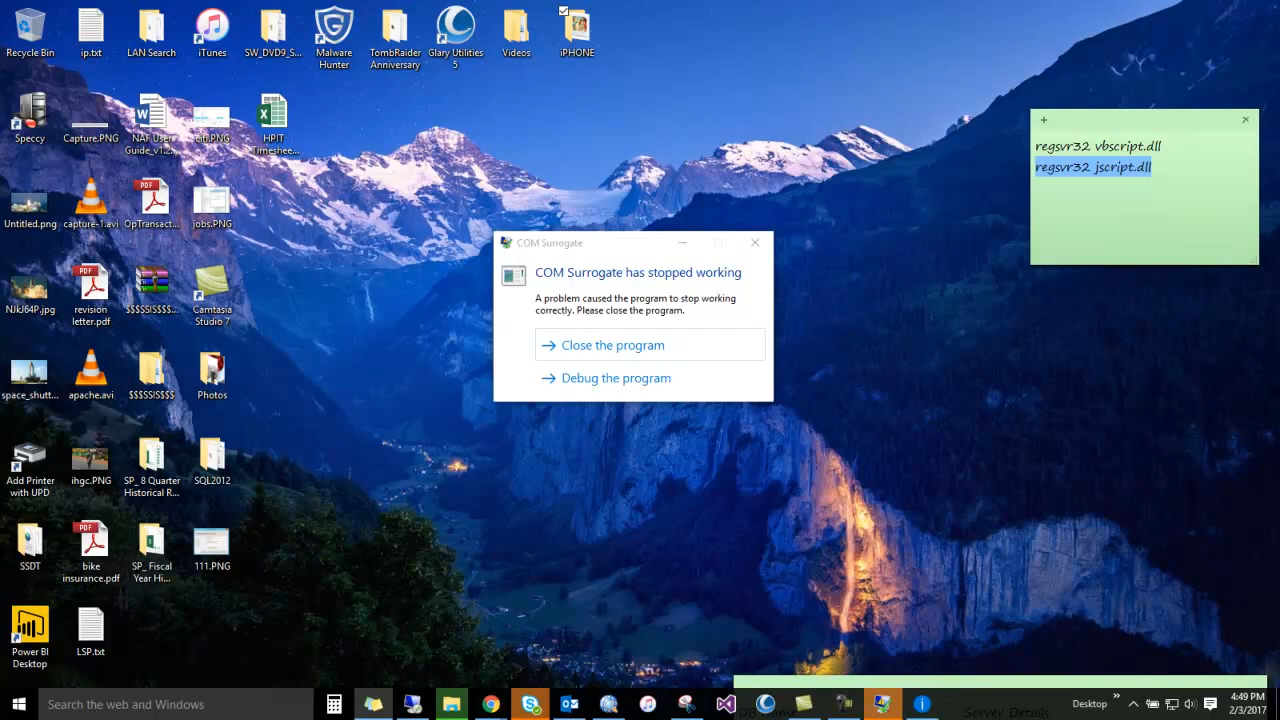 Recycle Bin
ip.txt
LAN Search
iTunes
SW_DVD9_S...
Malware
Hunter
TombRaider
Anniversary
Glary Utilities
5
Videos
iPHONE
Speccy
Capture.PNG
NAF User
Guide_v1.2...
citi.PNG
HPIT
Timeshee...
regsvr32 vbscript.dll
regsvr32 jscript.dll
Untitled.png
capture-1.avi
OpTransact...
jobs.PNG
COM Surrogate
COM Surrogate has stopped working
A problem caused the program to stop working
correctly. Please close the program.
Close the program
Debug the program
NJkJ64P.jpg
revision
letter.pdf
$$$$SIS$$$...
Camtasia
Studio 7
space_shutt...
apache.avi
$$$$SIS$$$$
Photos
Add Printer
with UPD
ihgc.PNG
SP_ 8 Quarter
Historical R...
SQL2012
SSDT
bike
insurance.pdf
SP_ Fiscal
Year Hi...
111.PNG
Power BI
Desktop
LSP.txt
Search the web and Windows
Server Details
Desktop
4:49 PM
2/3/2017